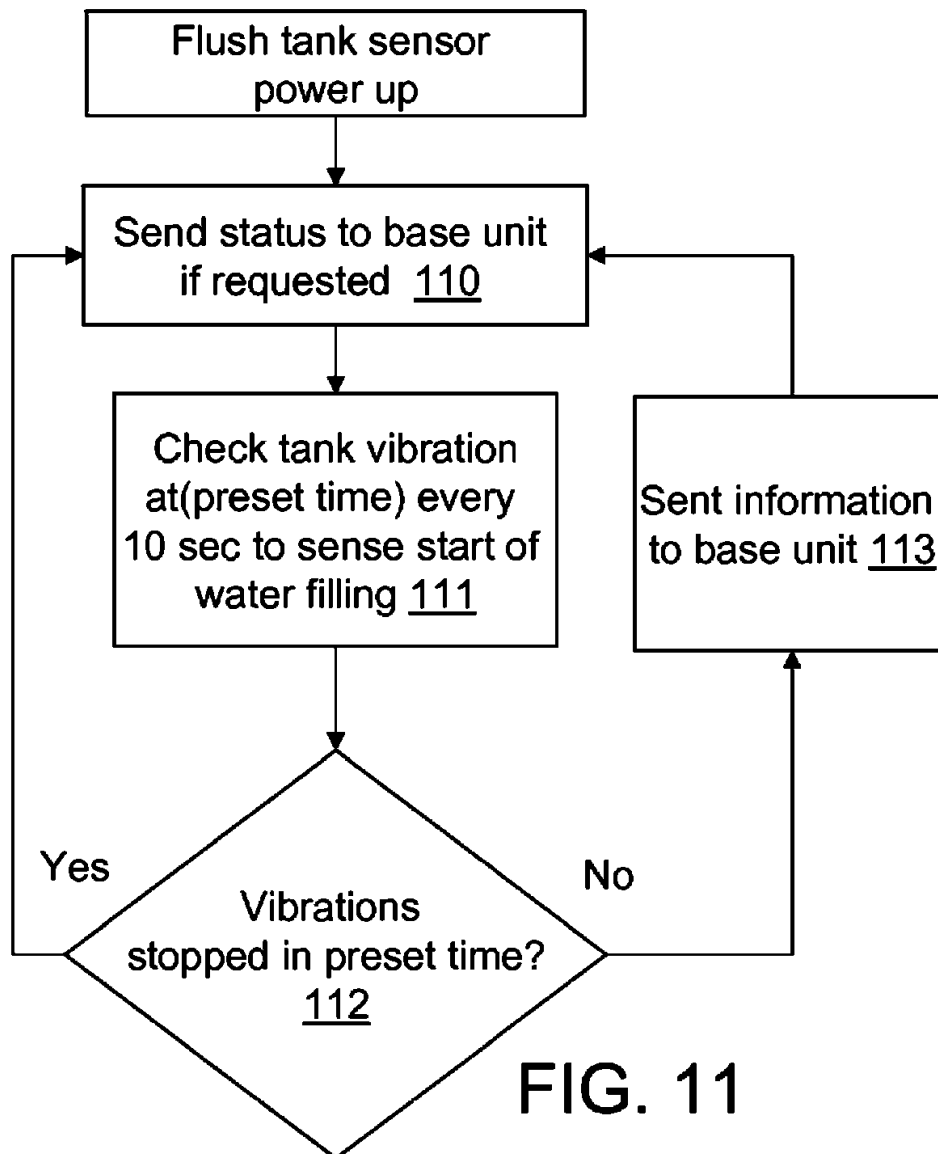 Flush tank sensor
power up
Send status to base unit
if requested 110
Check tank vibration
at(preset time) every
10 sec to sense start of
water filling 111
Sent information
to base unit 113
Yes
No
Vibrations
stopped in preset time?
112
FIG. 11